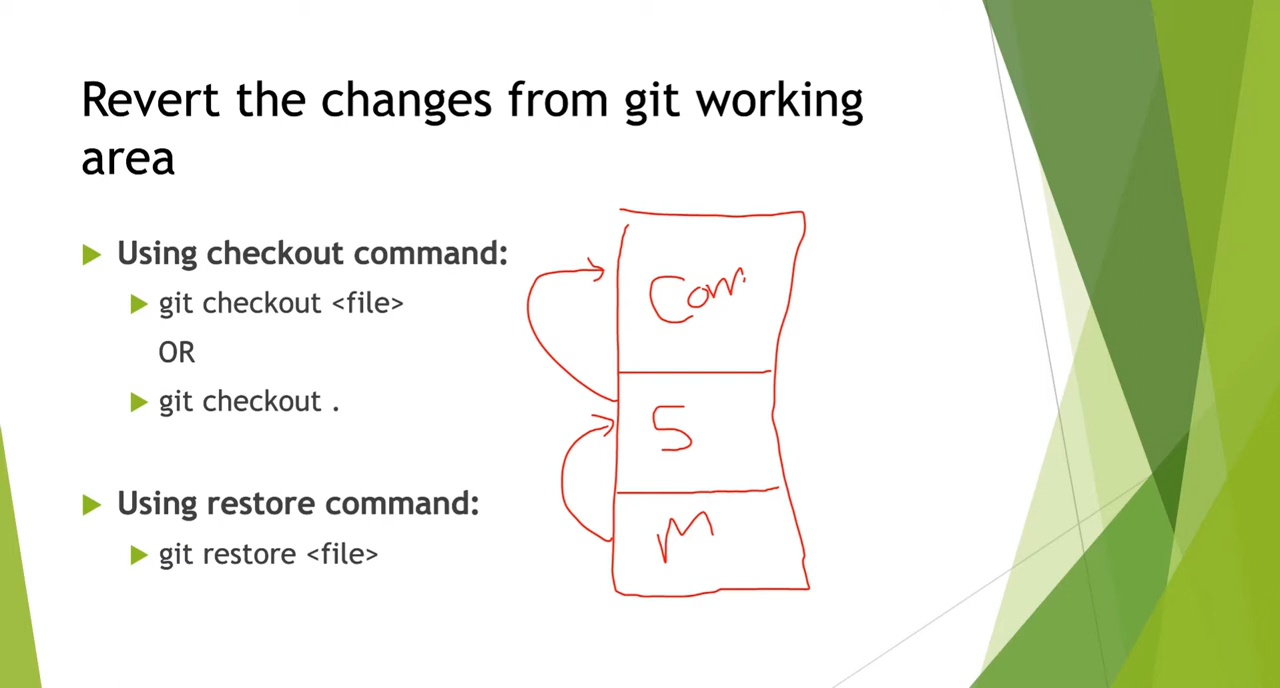 Revert the changes from git working
area
Using checkout command:
git checkout <file>
OR
git checkout .
Using restore command:
git restore <file>
Com
S
M